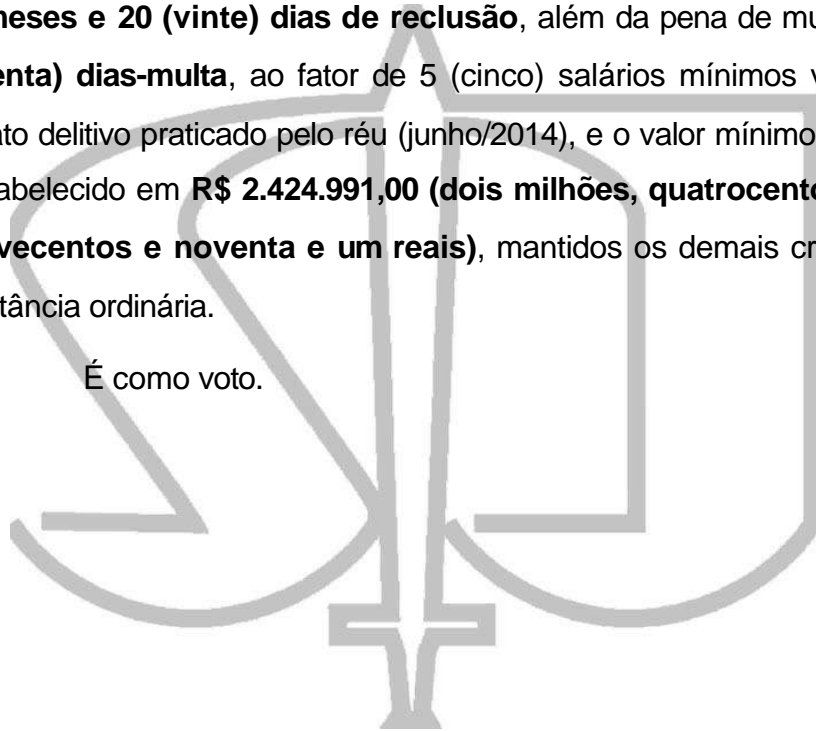 neses e 20 (vinte) dias de reclusão, além da pena de mu
enta) dias-multa, ao fator de 5 (cinco) salários mínimos v
ato delitivo praticado pelo réu (junho/2014), e o valor mínimo
abelecido em R$ 2.424.991,00 (dois milhões, quatrocento
vecentos e noventa e um reais), mantidos os demais cr
tância ordinária.
É como voto.